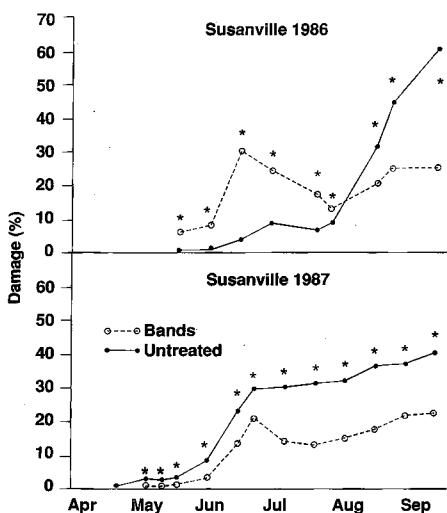 70
Susanville 1986
60
50
40
30
20
10
0
Damage (%)
Susanville 1987
60
50
40
30
20
10
0
Bands
Untreated
* * * * * * * * *
* * * * * * * * * * * *
Apr May Jun Jul Aug Sep